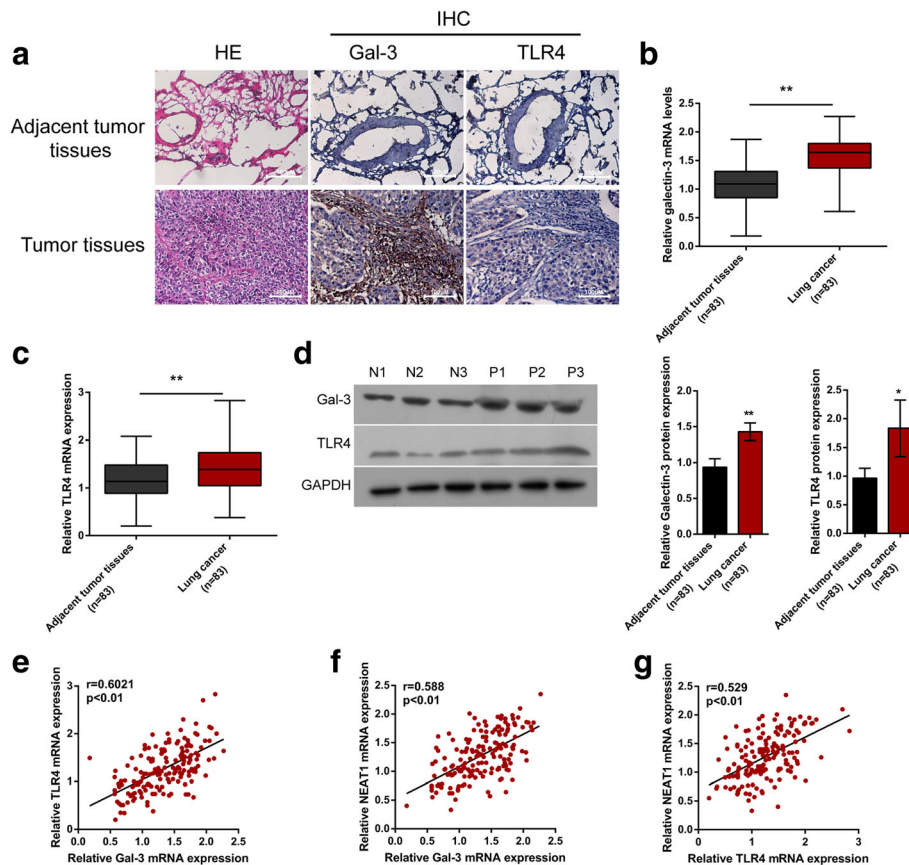 IHC
a
HE
Gal-3
TLR4
Adjacent tumor
tissues
Tumor tissues
100μm
b
Relative galectin-3 mRNA levels
2.5
2.0
1.5
1.0
0.5
0.0
**
Adjacent tumor tissues
(n=83)
Lung cancer
(n=83)
c
Relative TLR4 mRNA expression
3
2
1
0
**
Adjacent tumor tissues
(n=83)
Lung cancer
(n=83)
d
N1 N2 N3 P1 P2 P3
Gal-3
TLR4
GAPDH
Relative Galectin-3 protein expression
2.0
1.5
1.0
0.5
0.0
**
Adjacent tumor tissues
(n=83)
Lung cancer
(n=83)
Relative TLR4 protein expression
2.5
2.0
1.5
1.0
0.5
0.0
*
Adjacent tumor tissues
(n=83)
Lung cancer
(n=83)
e
r=0.6021
p<0.01
Relative TLR4 mRNA expression
3
2
1
0
0.0 0.5 1.0 1.5 2.0 2.5
Relative Gal-3 mRNA expression
f
r=0.588
p<0.01
Relative NEAT1 mRNA expression
2.5
2.0
1.5
1.0
0.5
0.0
0.0 0.5 1.0 1.5 2.0 2.5
Relative Gal-3 mRNA expression
g
r=0.529
p<0.01
Relative NEAT1 mRNA expression
2.5
2.0
1.5
1.0
0.5
0.0
0 1 2 3
Relative TLR4 mRNA expression